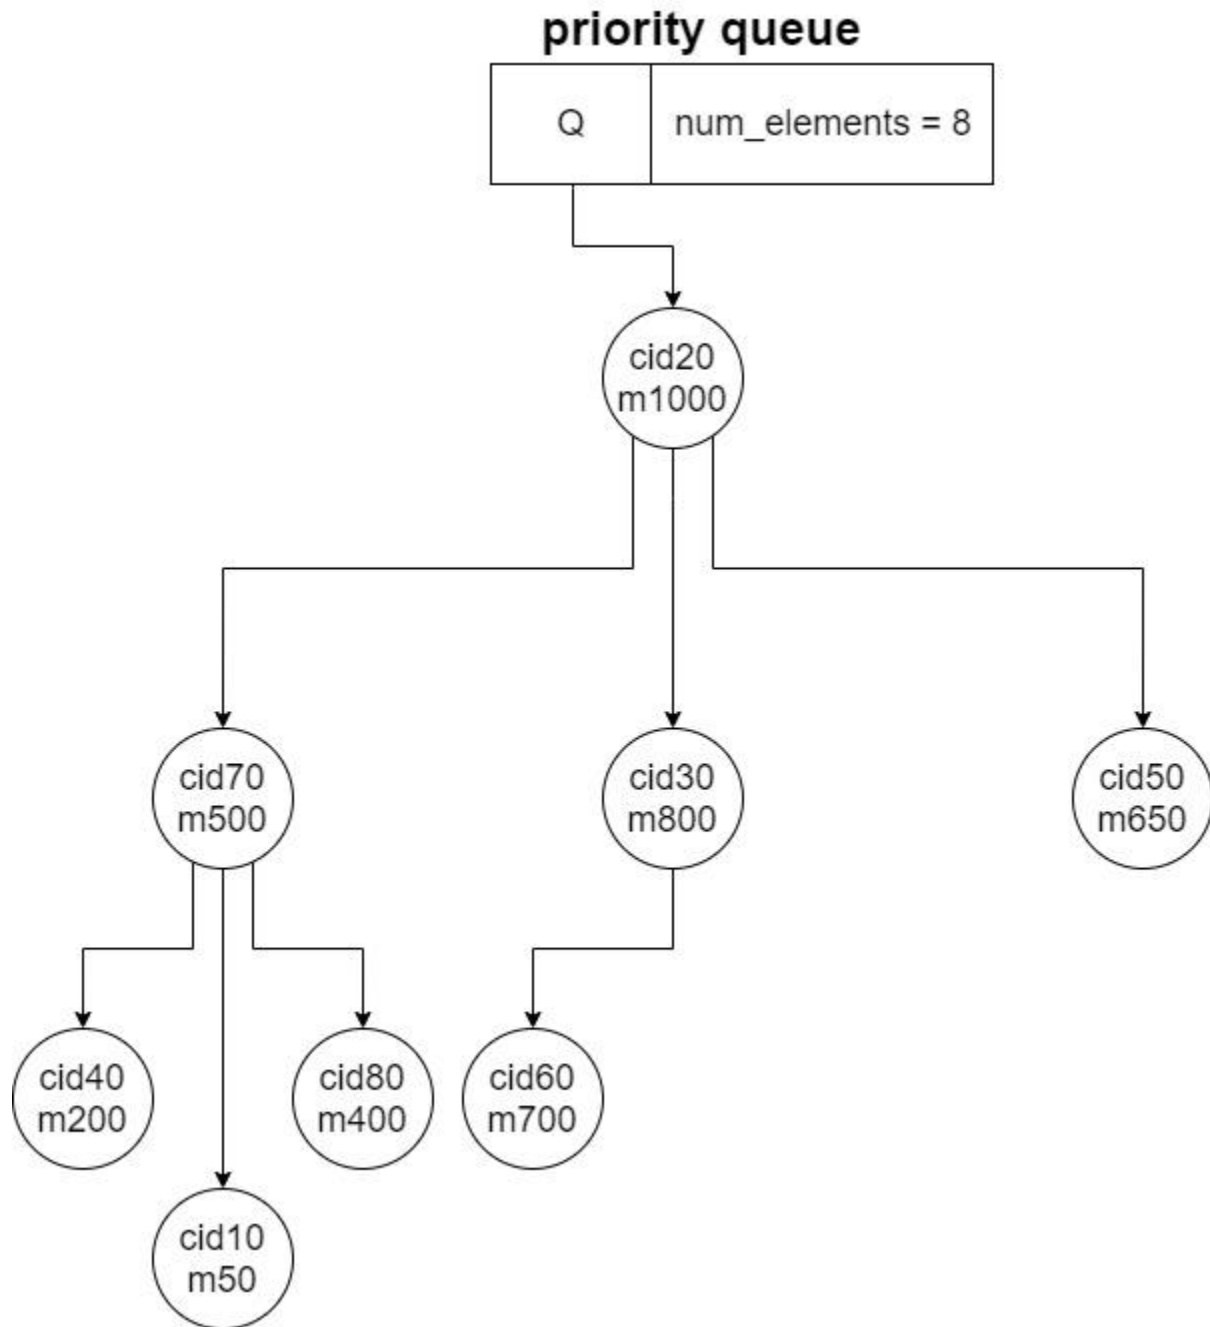 priority queue
Q
num_elements = 8
cid20
m1000
cid70
m500
cid30
m800
cid50
m650
cid40
m200
cid80
m400
cid60
m700
cid10
m50